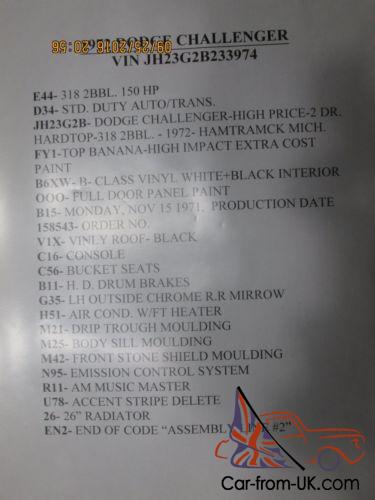 09/25/2016 20:56
DODGE CHALLENGER
VIN JH23G2B233974
E44- 318 2BBL. 150 HP
D34- STD. DUTY AUTO/TRANS.
JH23G2B- DODGE CHALLENGER-HIGH PRICE-2 DR.
HARDTOP-318 2BBL. - 1972- HAMTRAMCK MICH.
FY1-TOP BANANA-HIGH IMPACT EXTRA COST
PAINT
B6XW- B- CLASS VINYL WHITE+BLACK INTERIOR
OOO- FULL DOOR PANEL PAINT
B15- MONDAY, NOV 15 1971. PRODUCTION DATE
158543- ORDER NO.
V1X- VINLY ROOF- BLACK
C16- CONSOLE
C56- BUCKET SEATS
B11- H. D. DRUM BRAKES
G35- LH OUTSIDE CHROME R.R MIRROW
H51- AIR COND. W/FT HEATER
M21- DRIP TROUGH MOULDING
M25- BODY SILL MOULDING
M42- FRONT STONE SHIELD MOULDING
N95- EMISSION CONTROL SYSTEM
R11- AM MUSIC MASTER
U78- ACCENT STRIPE DELETE
26- 26” RADIATOR
EN2- END OF CODE “ASSEMBLY LINE #2”
Car-from-UK.com